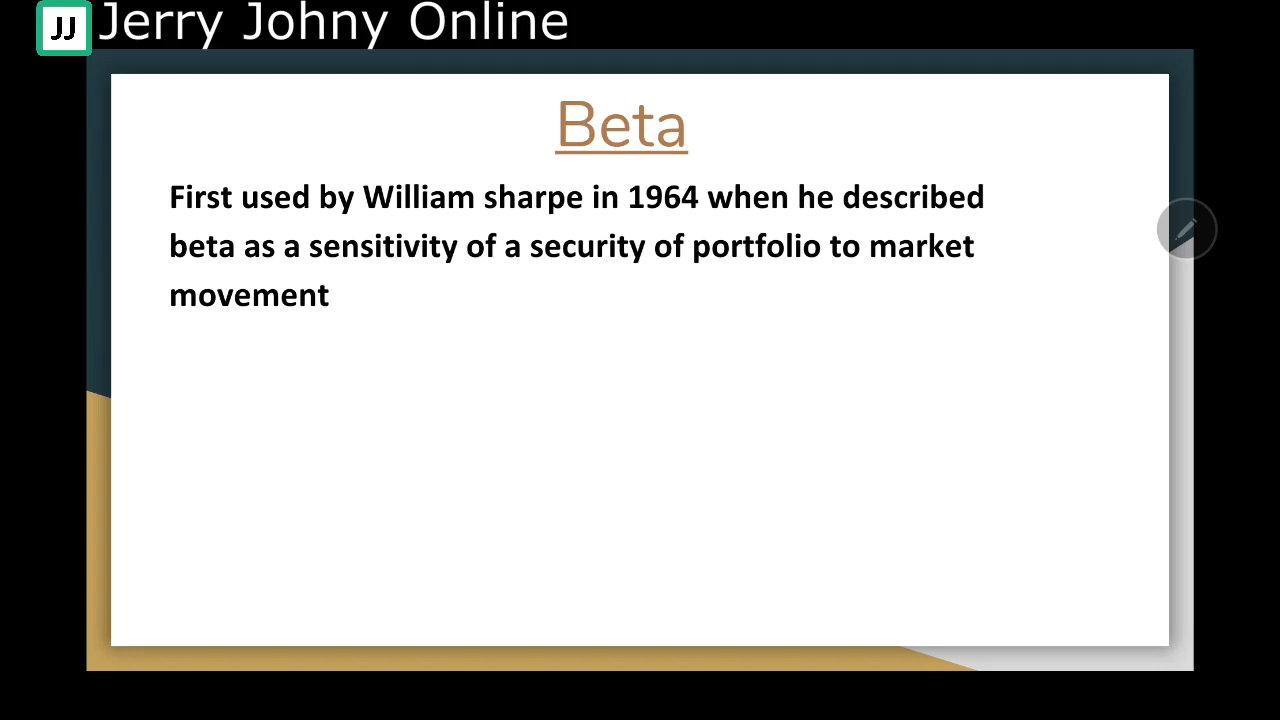 JJ Jerry Johny Online
Beta
First used by William sharpe in 1964 when he described
beta as a sensitivity of a security of portfolio to market
movement